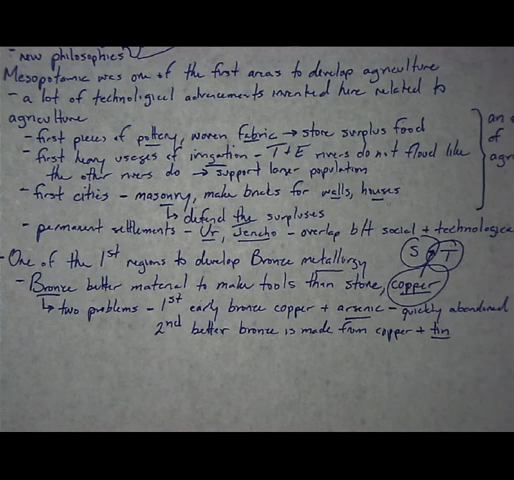 - new philosophies
Mesopotamia was one of the first areas to develop agriculture
- a lot of technological advancements invented here related to
agriculture
- first pieces of pottery, woven fabric → store surplus food
- first heavy usages of irrigation - T+E rivers do not flood like
the other rivers do → support larger population
- first cities - masonry, make bricks for walls, houses
↳ defend the surpluses
- permanent settlements - Ur, Jericho - overlap b/t social + technological
an
of
agr
S T
- One of the 1st regions to develop Bronze metallurgy
- Bronze better material to make tools than stone, copper
↳ two problems - 1st early bronze copper + arsenic - quickly abandoned
2nd better bronze is made from copper + tin